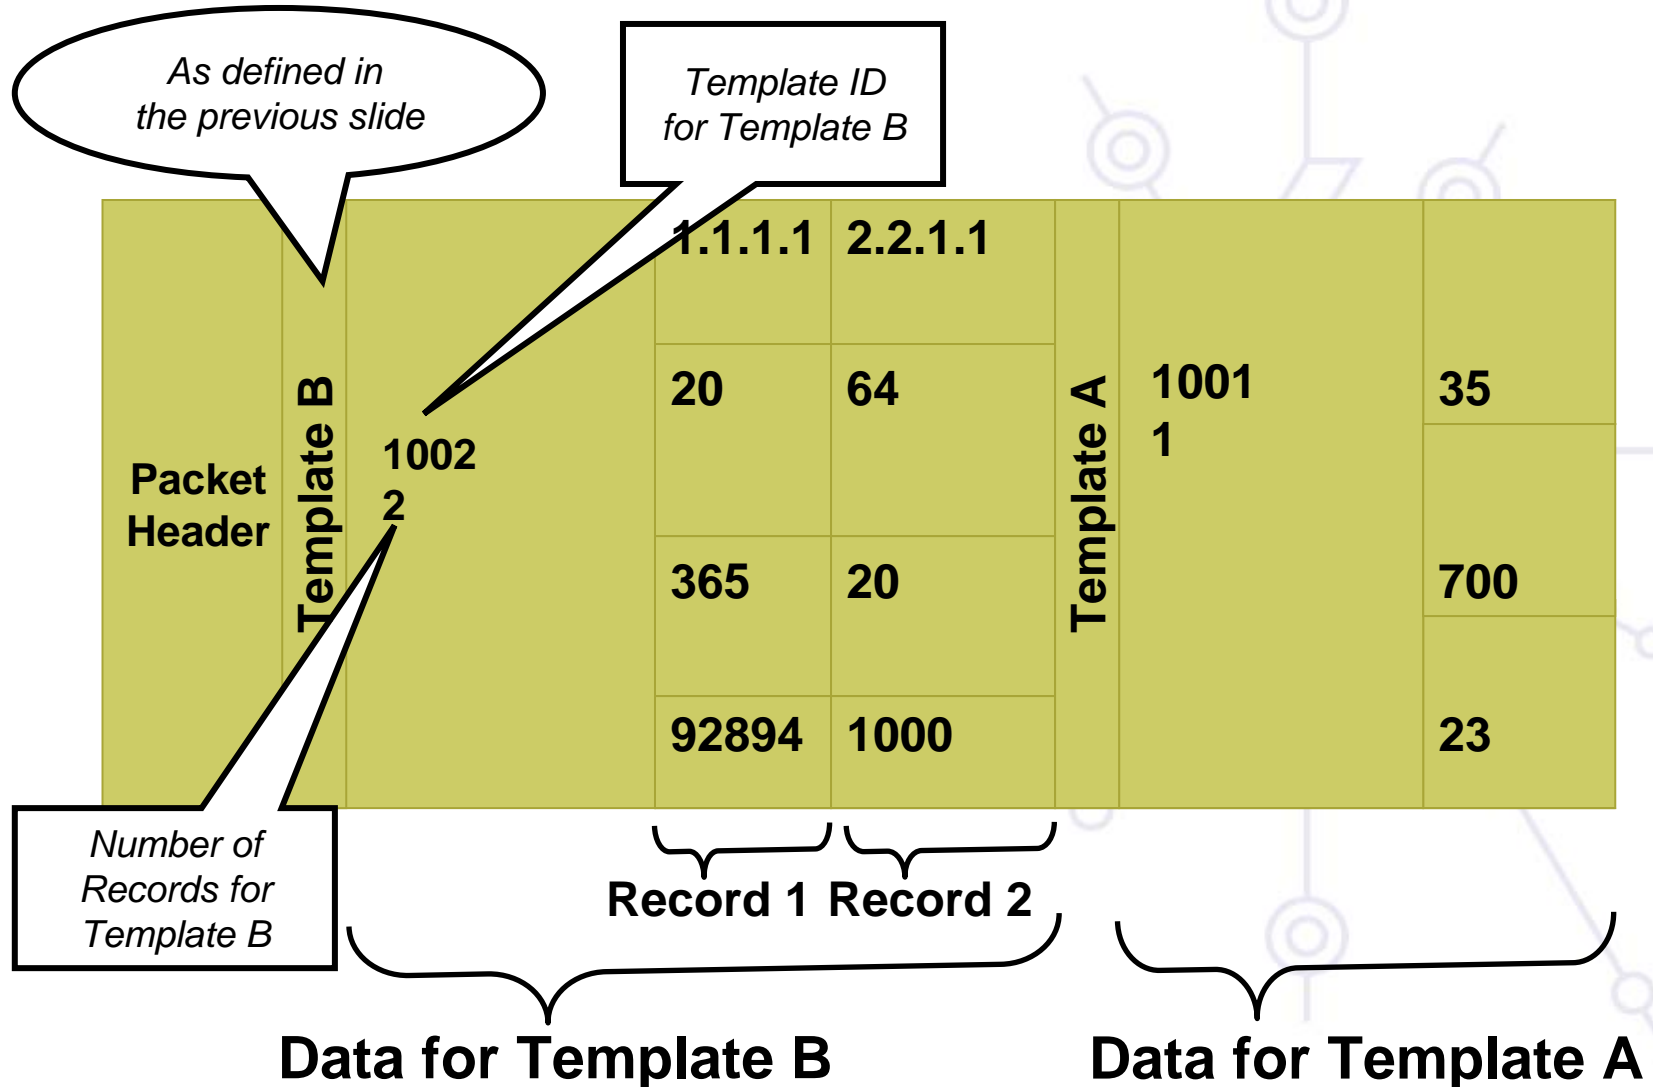 As defined in
the previous slide
Template ID
for Template B
Packet
Header
Template B
1002
2
1.1.1.1
2.2.1.1
20
64
365
20
92894
1000
Template A
1001
1
35
700
23
Number of
Records for
Template B
Record 1
Record 2
Data for Template B
Data for Template A